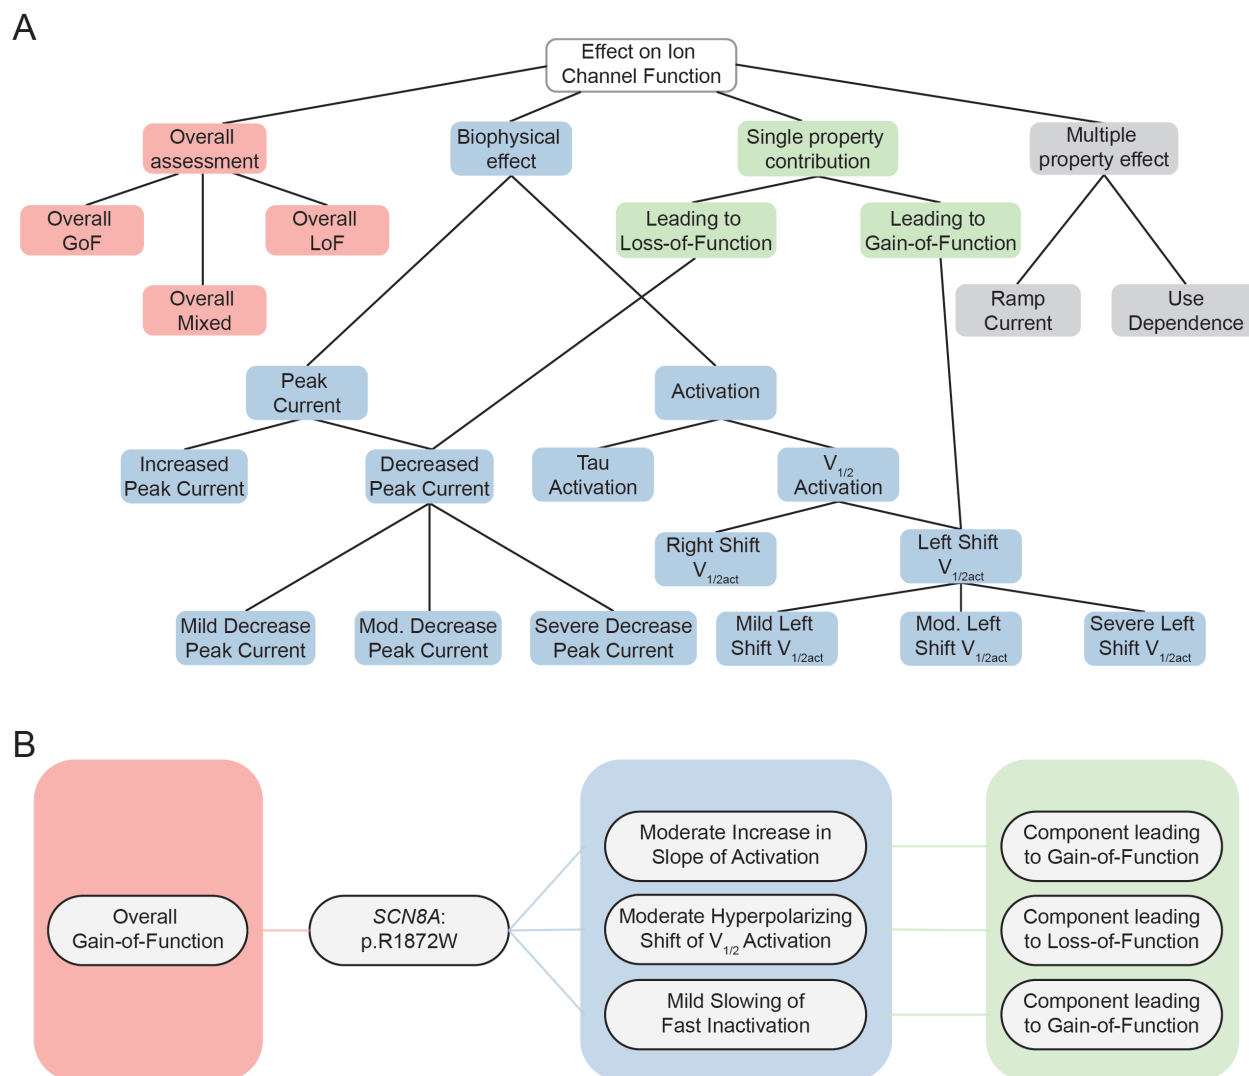 A
Effect on Ion
Channel Function
Overall
assessment
Biophysical
effect
Single property
contribution
Multiple
property effect
Overall
GoF
Overall
LoF
Leading to
Loss-of-Function
Leading to
Gain-of-Function
Overall
Mixed
Ramp
Current
Use
Dependence
Peak
Current
Activation
Increased
Peak Current
Decreased
Peak Current
Tau
Activation
V1/2
Activation
Right Shift
V1/2act
Left Shift
V1/2act
Mild Decrease
Peak Current
Mod. Decrease
Peak Current
Severe Decrease
Peak Current
Mild Left
Shift V1/2act
Mod. Left
Shift V1/2act
Severe Left
Shift V1/2act
B
Overall
Gain-of-Function
SCN8A:
p.R1872W
Moderate Increase in
Slope of Activation
Component leading
to Gain-of-Function
Moderate Hyperpolarizing
Shift of V1/2 Activation
Component leading
to Loss-of-Function
Mild Slowing of
Fast Inactivation
Component leading
to Gain-of-Function